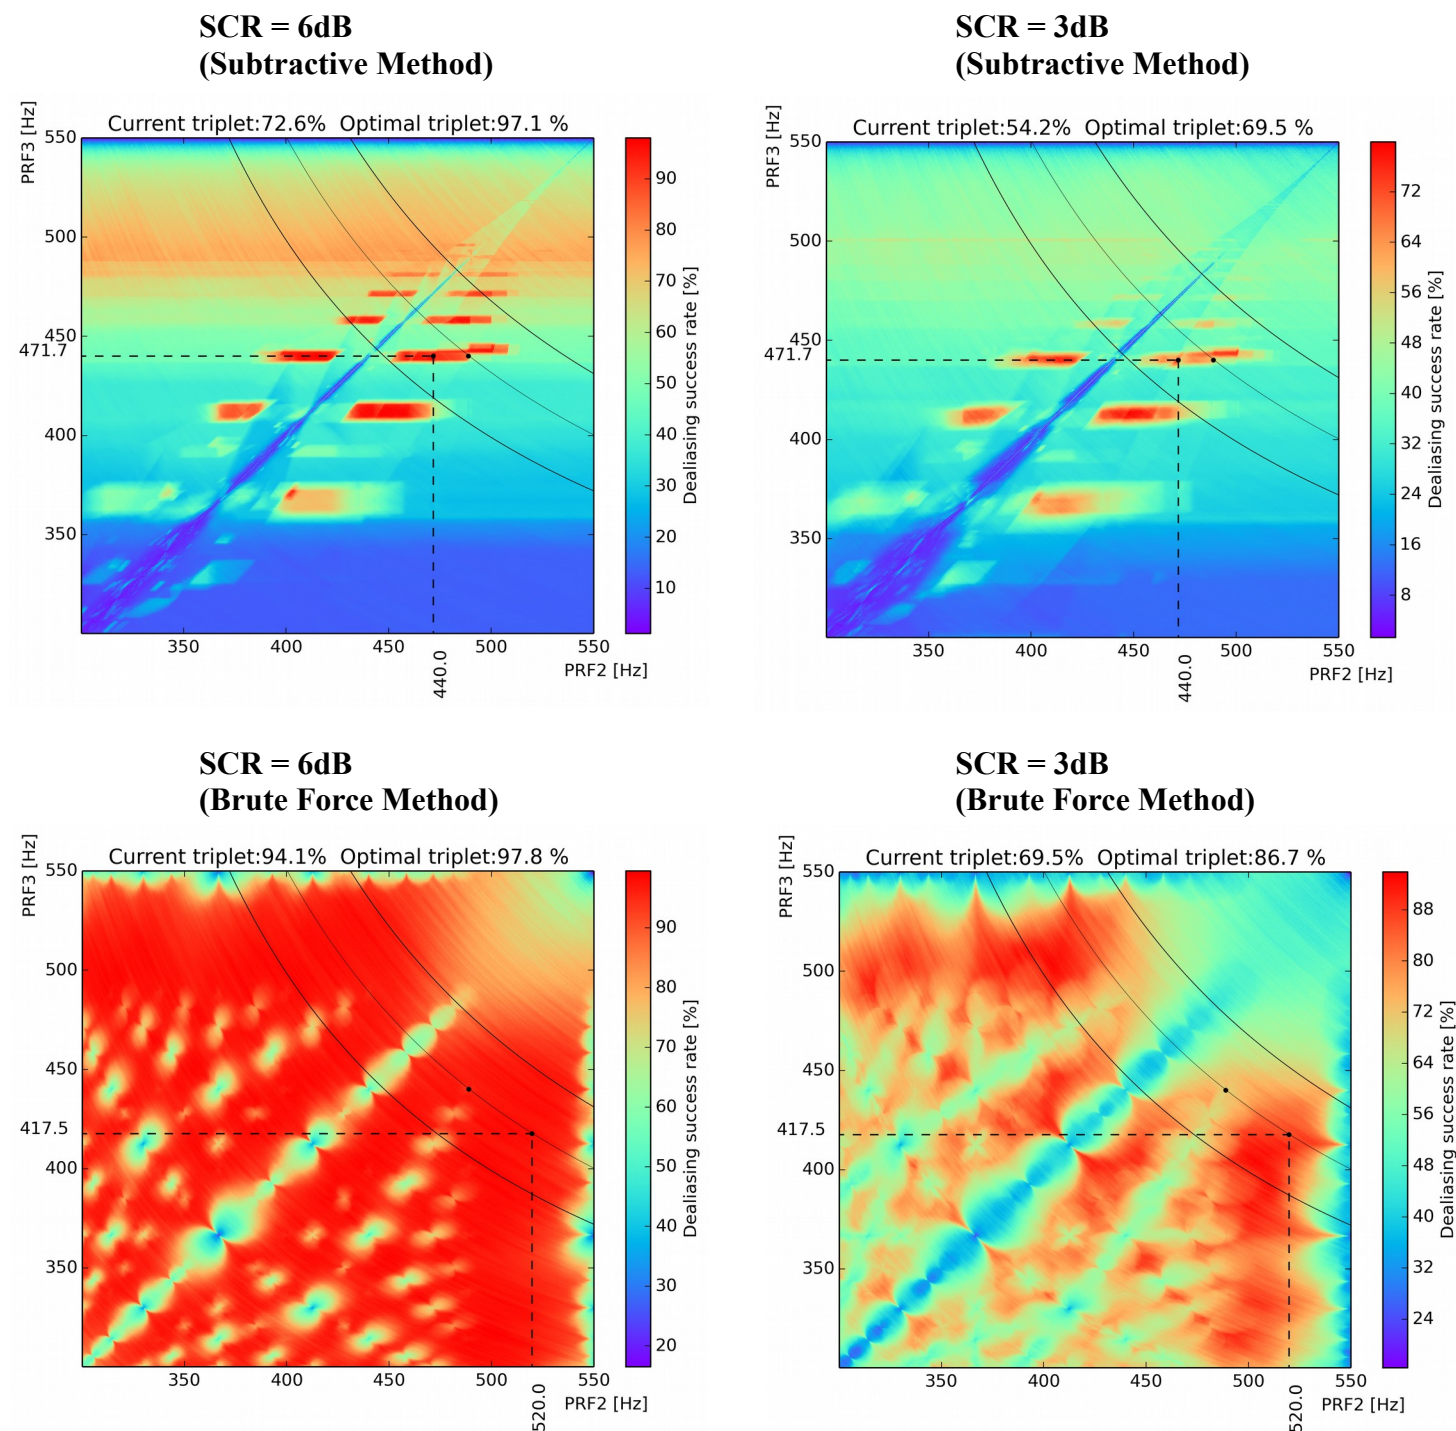 SCR = 6dB
(Subtractive Method)
Current triplet:72.6% Optimal triplet:97.1 %
PRF3 [Hz]
550
500
450
471.7
400
350
350 400 450 500 550
440.0
PRF2 [Hz]
90
80
70
60
50
40
30
20
10
Dealiasing success rate [%]
SCR = 3dB
(Subtractive Method)
Current triplet:54.2% Optimal triplet:69.5 %
PRF3 [Hz]
550
500
450
471.7
400
350
350 400 450 500 550
440.0
PRF2 [Hz]
72
64
56
48
40
32
24
16
8
Dealiasing success rate [%]
SCR = 6dB
(Brute Force Method)
Current triplet:94.1% Optimal triplet:97.8 %
PRF3 [Hz]
550
500
450
417.5
400
350
350 400 450 500 550
520.0
PRF2 [Hz]
90
80
70
60
50
40
30
20
Dealiasing success rate [%]
SCR = 3dB
(Brute Force Method)
Current triplet:69.5% Optimal triplet:86.7 %
PRF3 [Hz]
550
500
450
417.5
400
350
350 400 450 500 550
520.0
PRF2 [Hz]
88
80
72
64
56
48
40
32
24
Dealiasing success rate [%]